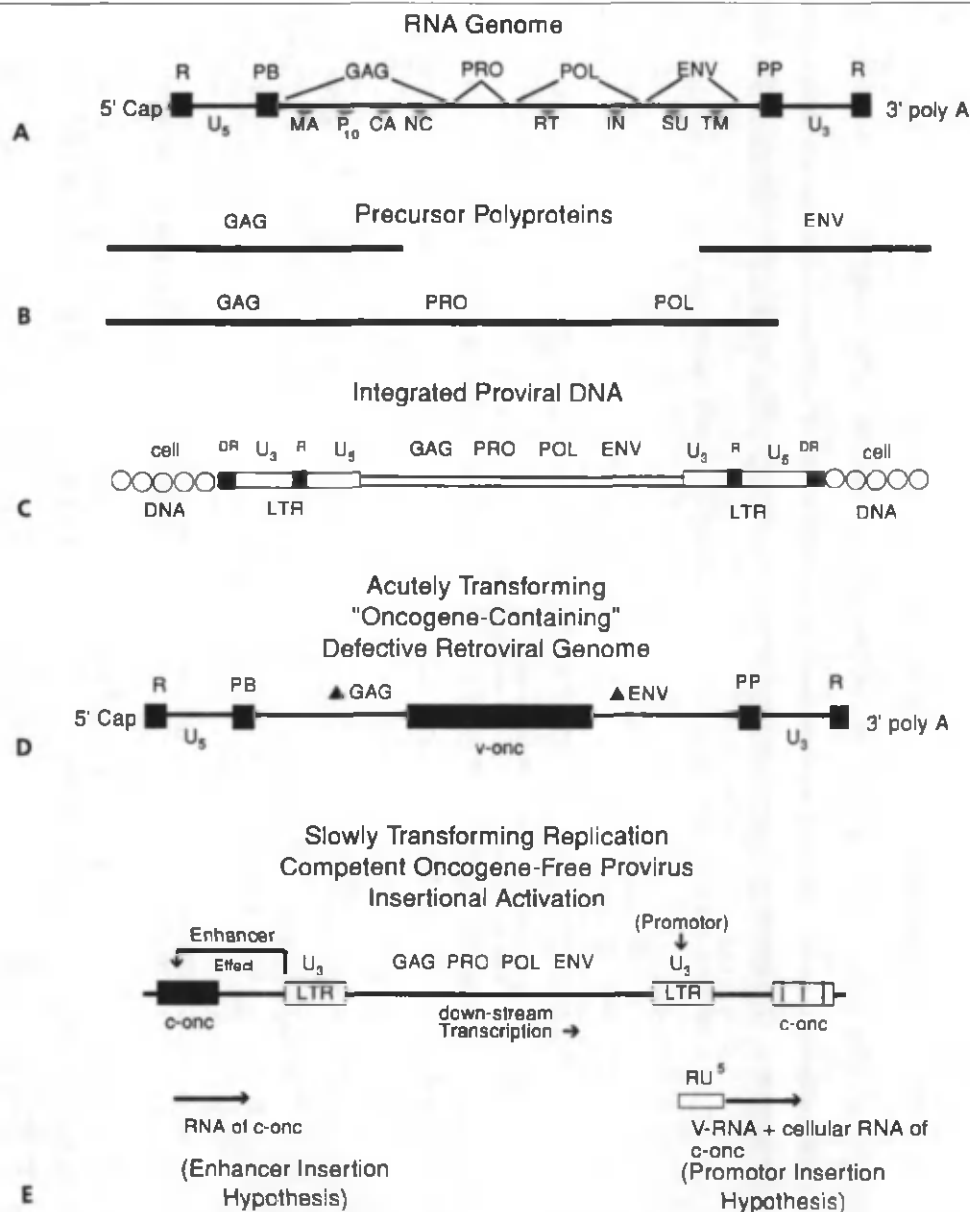 RNA Genome
R PB GAG PRO POL ENV PP R
5' Cap 3' poly A
U5 MA P10 CA NC RT IN SU TM U3
A
Precursor Polyproteins
GAG ENV
GAG PRO POL
B
Integrated Proviral DNA
cell DR U3 R U5 GAG PRO POL ENV U3 R U5 DR cell
DNA LTR LTR DNA
C
Acutely Transforming
"Oncogene-Containing"
Defective Retroviral Genome
R PB ▲GAG ▲ENV PP R
5' Cap 3' poly A
U5 v-onc U3
D
Slowly Transforming Replication
Competent Oncogene-Free Provirus
Insertional Activation
(Promotor)
Enhancer
Effect U3 GAG PRO POL ENV U3
LTR LTR
c-onc down-stream c-onc
Transcription →
RU5
RNA of c-onc V-RNA + cellular RNA of
c-onc
(Enhancer Insertion (Promotor Insertion
Hypothesis) Hypothesis)
E